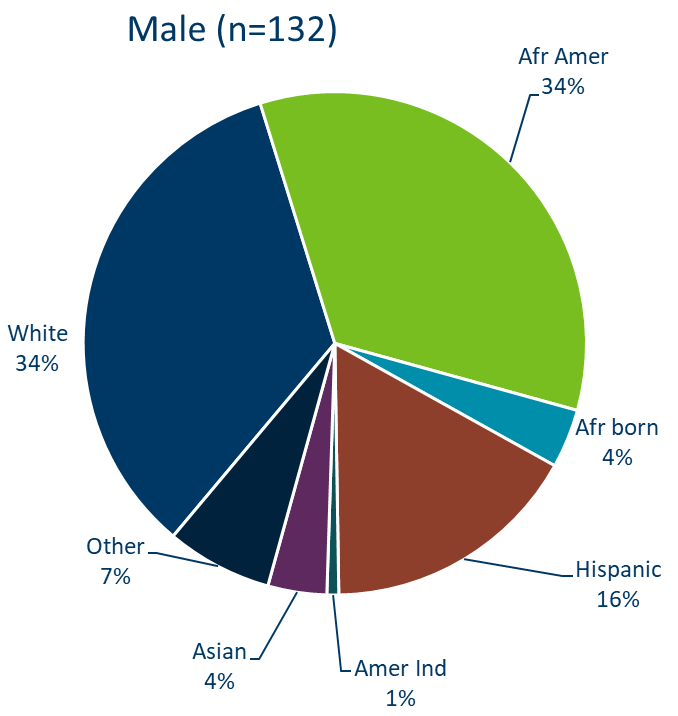 Male (n=132)
Afr Amer
34%
White
34%
Afr born
4%
Other
7%
Hispanic
16%
Asian
4%
Amer Ind
1%